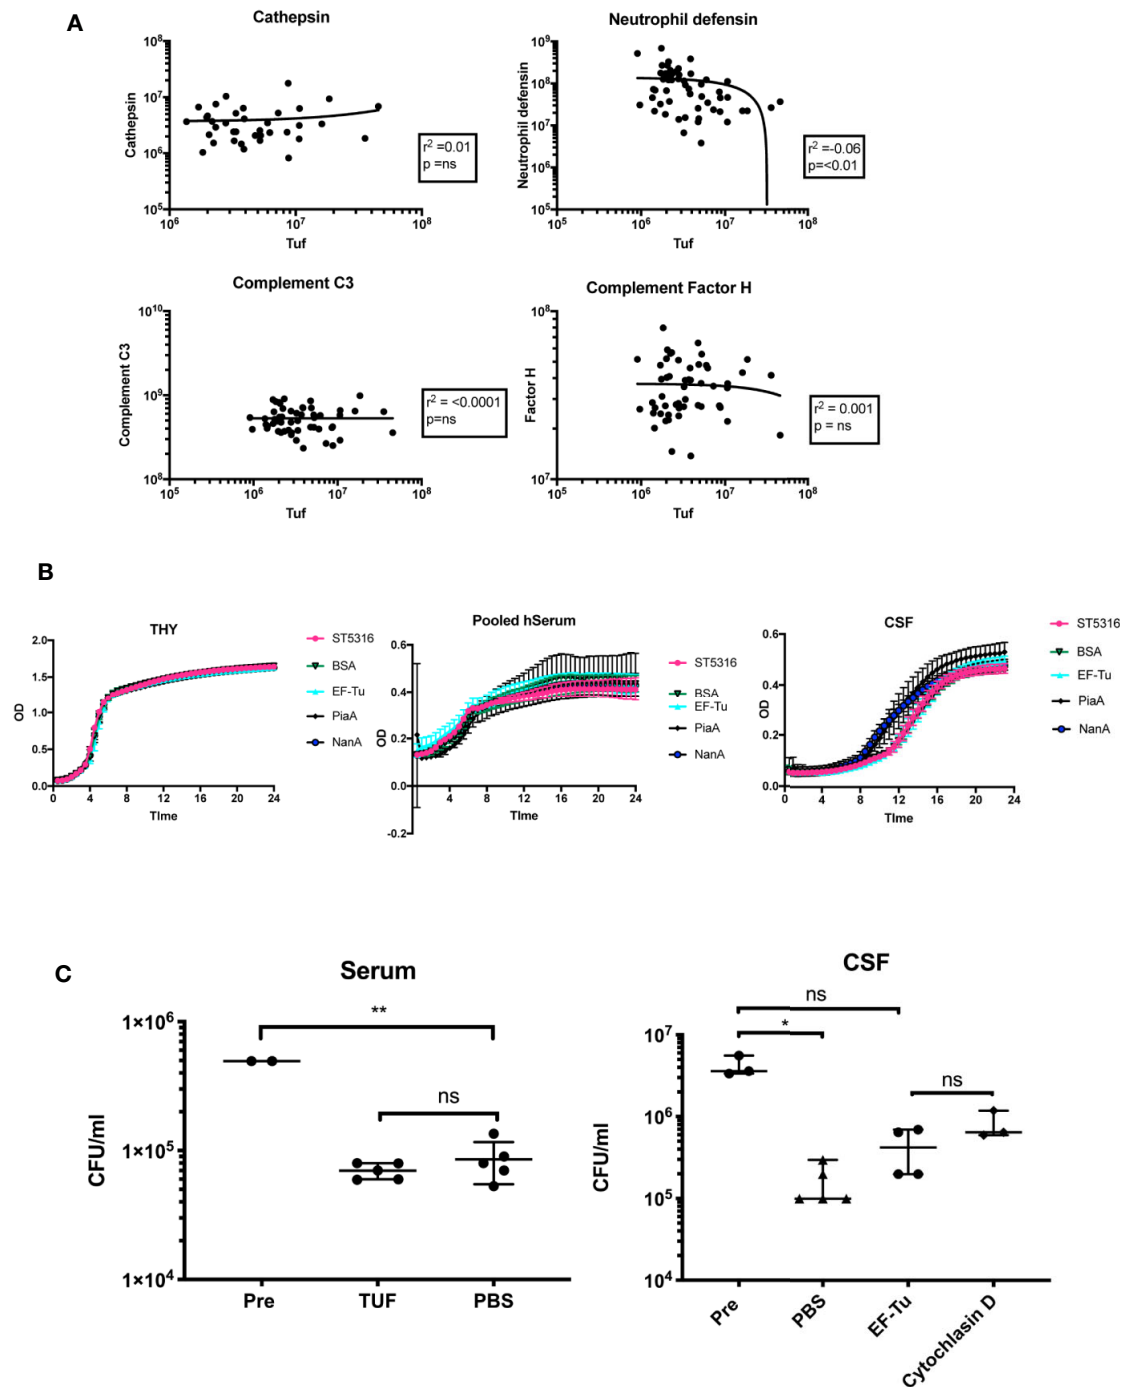 A
Cathepsin
Cathepsin
10^8
10^7
10^6
10^5
10^6
10^7
10^8
Tuf
r^2 =0.01
p =ns
Neutrophil defensin
Neutrophil defensin
10^9
10^8
10^7
10^6
10^5
10^5
10^6
10^7
10^8
Tuf
r^2 =-0.06
p=<0.01
Complement C3
Complement C3
10^10
10^9
10^8
10^5
10^6
10^7
10^8
Tuf
r^2 = <0.0001
p=ns
Complement Factor H
Factor H
10^8
10^7
10^5
10^6
10^7
10^8
Tuf
r^2 = 0.001
p = ns
B
THY
OD
2.0
1.5
1.0
0.5
0.0
0 4 8 12 16 20 24
TIme
ST5316
BSA
EF-Tu
PiaA
NanA
Pooled hSerum
OD
0.6
0.4
0.2
0.0
-0.2
4 8 12 16 20 24
TIme
ST5316
BSA
EF-Tu
PiaA
NanA
CSF
OD
0.6
0.4
0.2
0.0
0 4 8 12 16 20 24
TIme
ST5316
BSA
EF-Tu
PiaA
NanA
C
Serum
CFU/ml
1×10^6
1×10^5
1×10^4
**
ns
Pre TUF PBS
CSF
CFU/ml
10^7
10^6
10^5
10^4
ns
*
ns
Pre
PBS
EF-Tu
Cytochlasin D